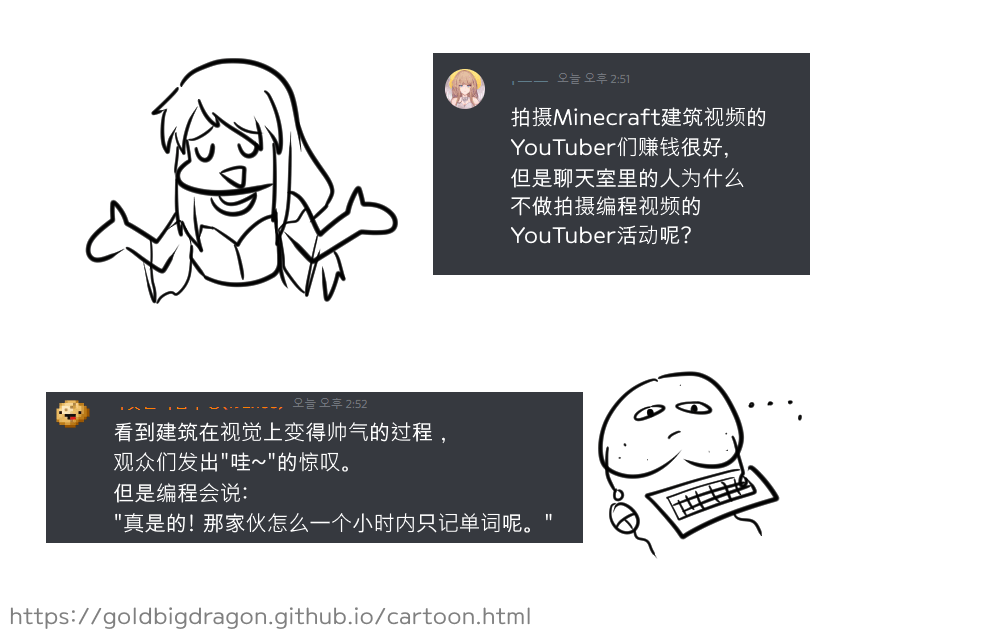 오늘 오후 2:51
拍摄Minecraft建筑视频的
YouTuber们赚钱很好,
但是聊天室里的人为什么
不做拍摄编程视频的
YouTuber活动呢?
오늘 오후 2:52
看到建筑在视觉上变得帅气的过程 ,
观众们发出"哇~"的惊叹。
但是编程会说:
"真是的! 那家伙怎么一个小时内只记单词呢。"
https://goldbigdragon.github.io/cartoon.html